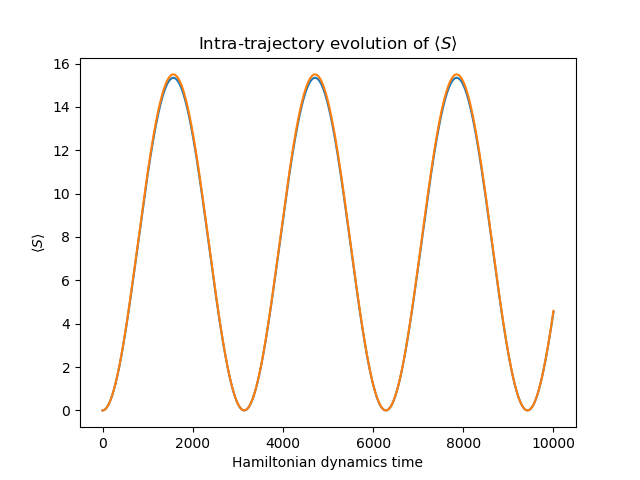 Intra-trajectory evolution of ⟨S⟩
16
14
12
10
8
6
4
2
0
⟨S⟩
0 2000 4000 6000 8000 10000
Hamiltonian dynamics time